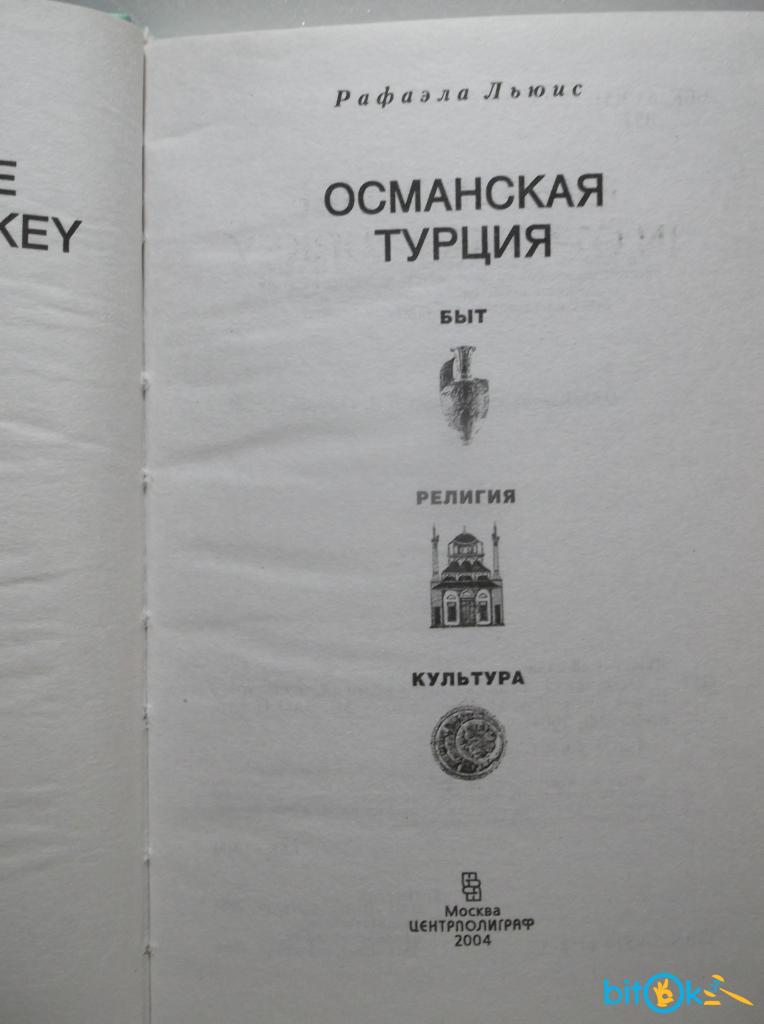 E
KEY
Рафаэла Льюис
ОСМАНСКАЯ
ТУРЦИЯ
БЫТ
РЕЛИГИЯ
КУЛЬТУРА
Москва
ЦЕНТРПОЛИГРАФ
2004
bitok